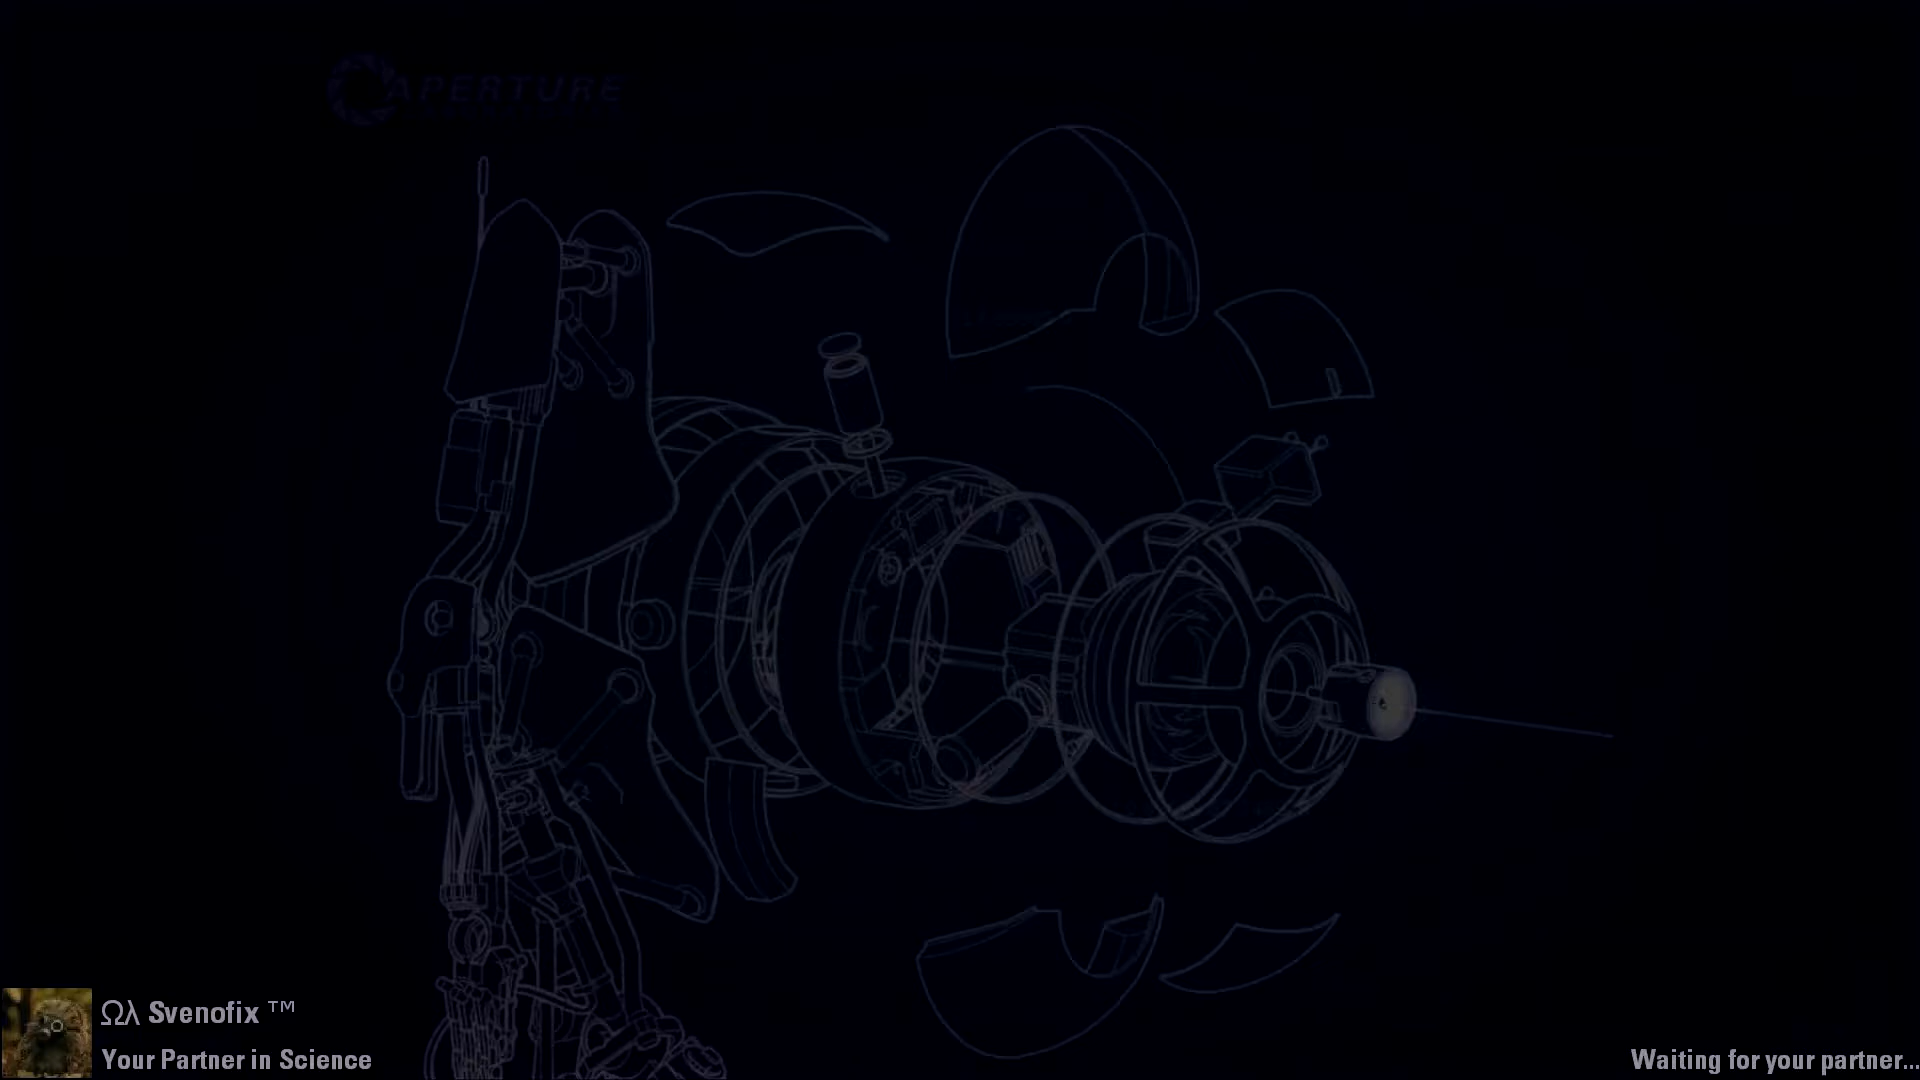 APERTURE
Ωλ Svenofix ™
Your Partner in Science
Waiting for your partner...